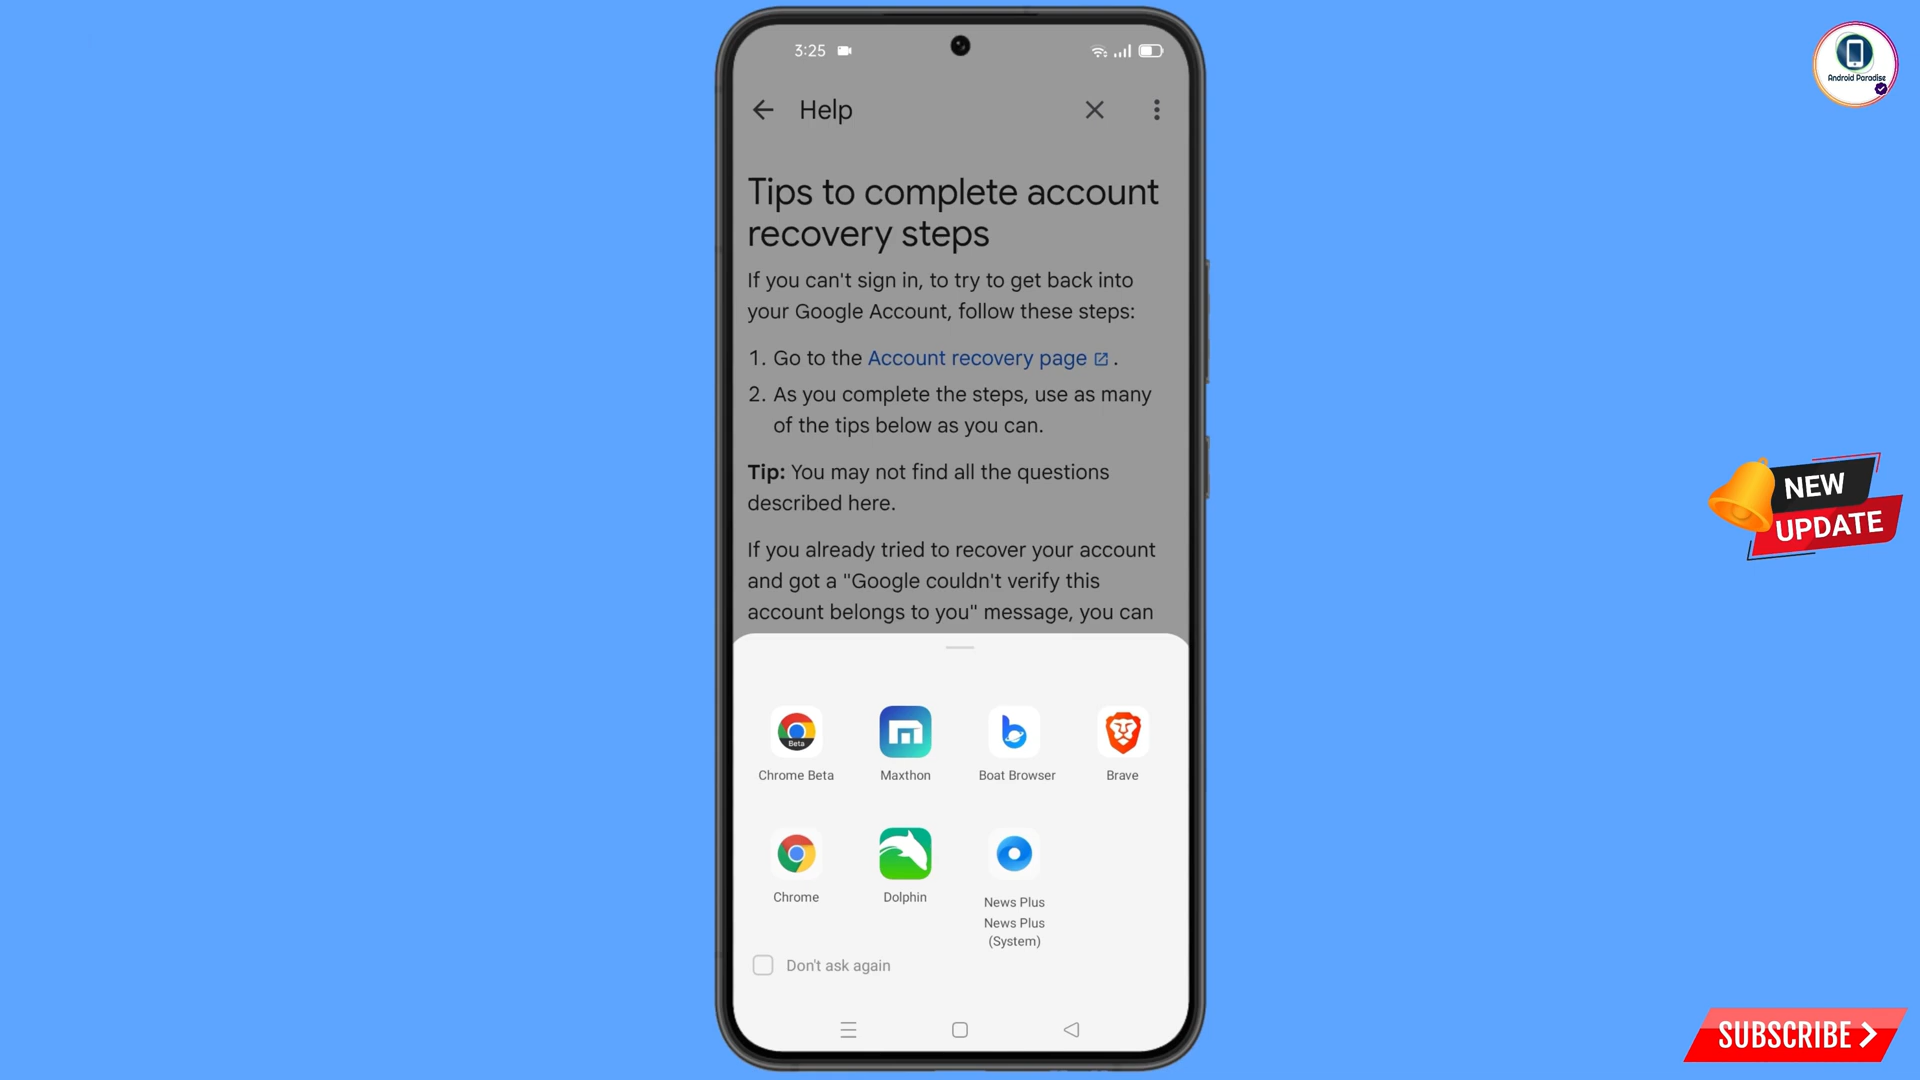 3:25
Android Paradise
Help
Tips to complete account
recovery steps
If you can't sign in, to try to get back into
your Google Account, follow these steps:
1. Go to the Account recovery page .
2. As you complete the steps, use as many
of the tips below as you can.
Tip: You may not find all the questions
described here.
If you already tried to recover your account
and got a "Google couldn't verify this
account belongs to you" message, you can
NEW
UPDATE
Beta
Chrome Beta
Maxthon
Boat Browser
Brave
Chrome
Dolphin
News Plus
News Plus
(System)
Don't ask again
SUBSCRIBE